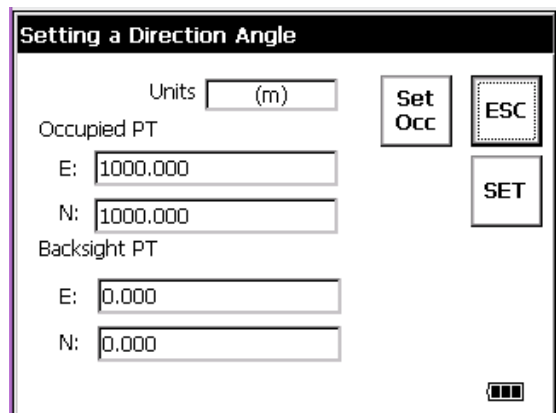 Setting a Direction Angle
Units (m)
Set Occ
ESC
Occupied PT
E: 1000.000
SET
N: 1000.000
Backsight PT
E: 0.000
N: 0.000